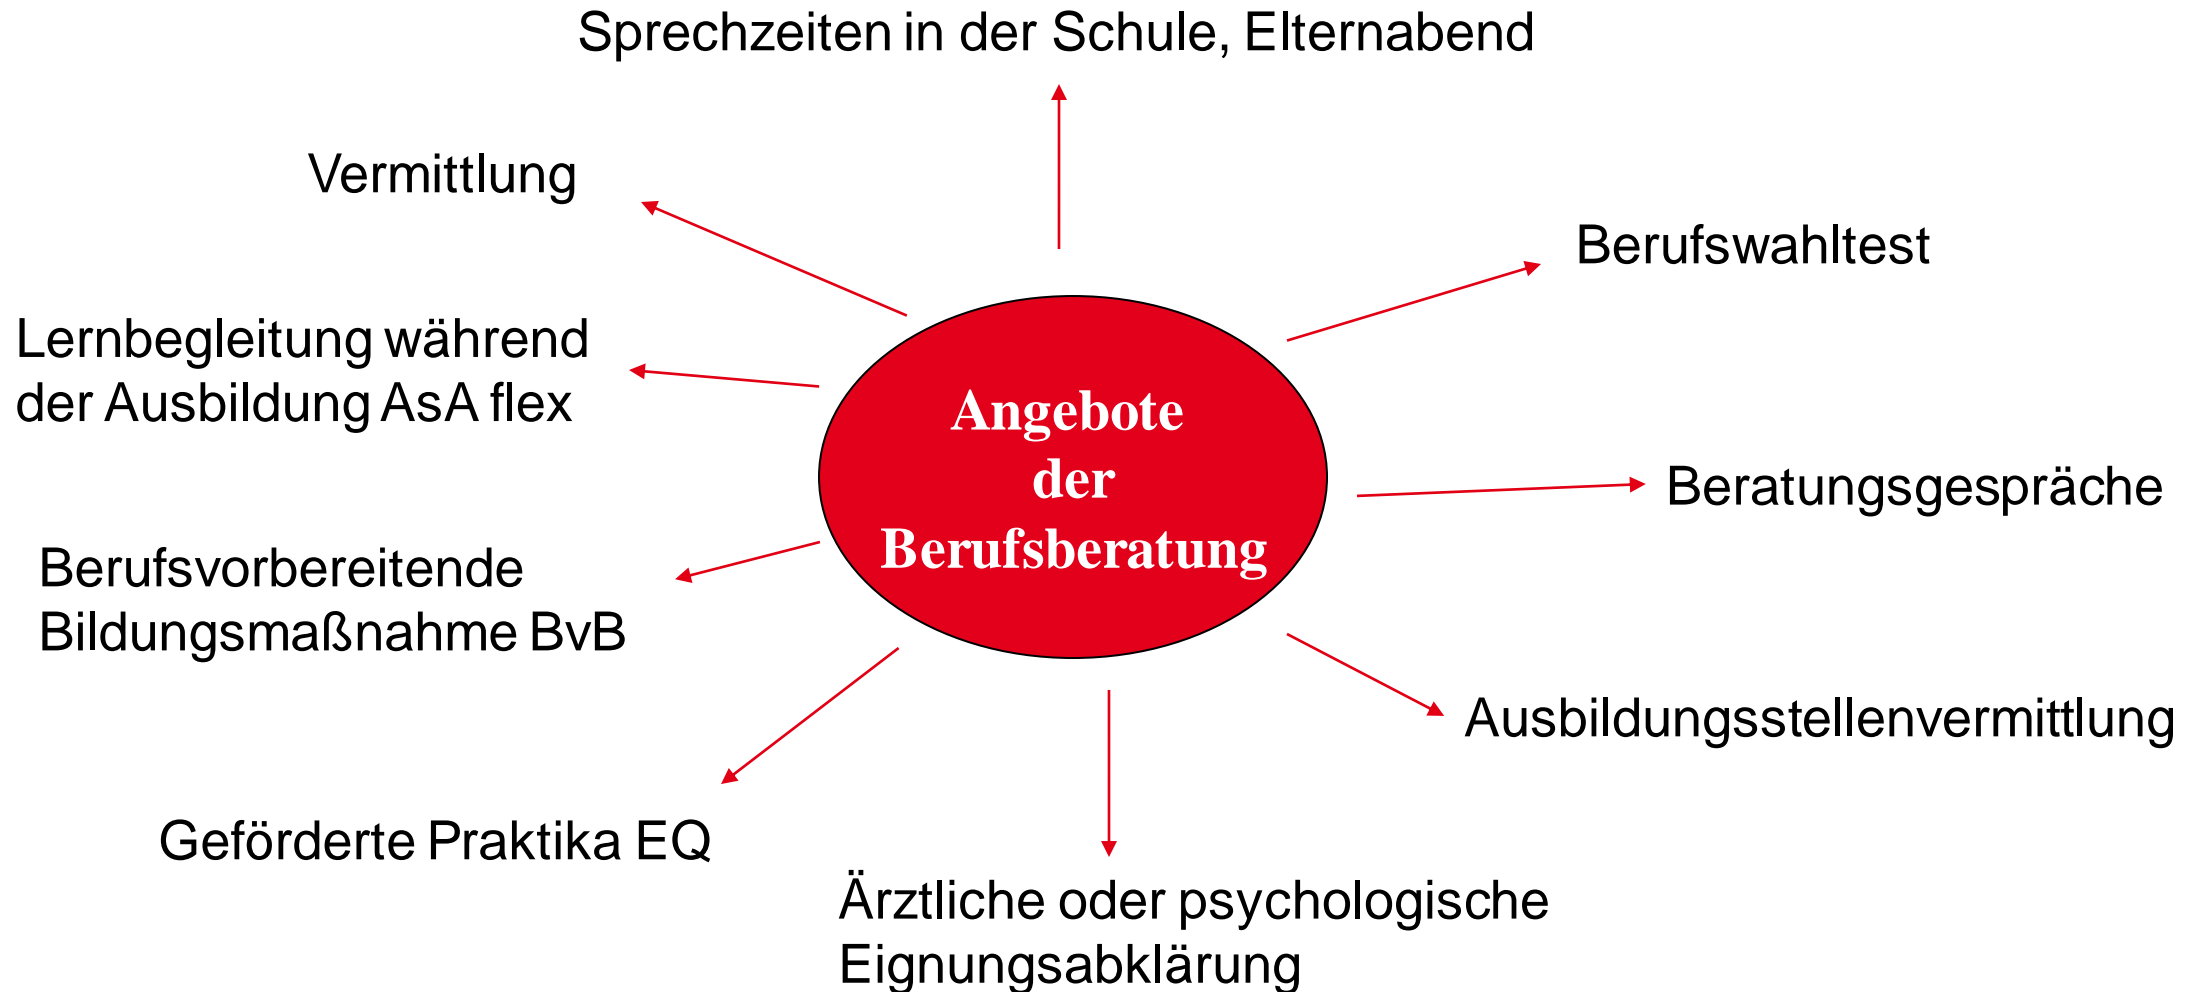 Sprechzeiten in der Schule, Elternabend
Vermittlung
Berufswahltest
Lernbegleitung während
der Ausbildung AsA flex
Angebote
der
Berufsberatung
Beratungsgespräche
Berufsvorbereitende
Bildungsmaßnahme BvB
Ausbildungsstellenvermittlung
Geförderte Praktika EQ
Ärztliche oder psychologische
Eignungsabklärung